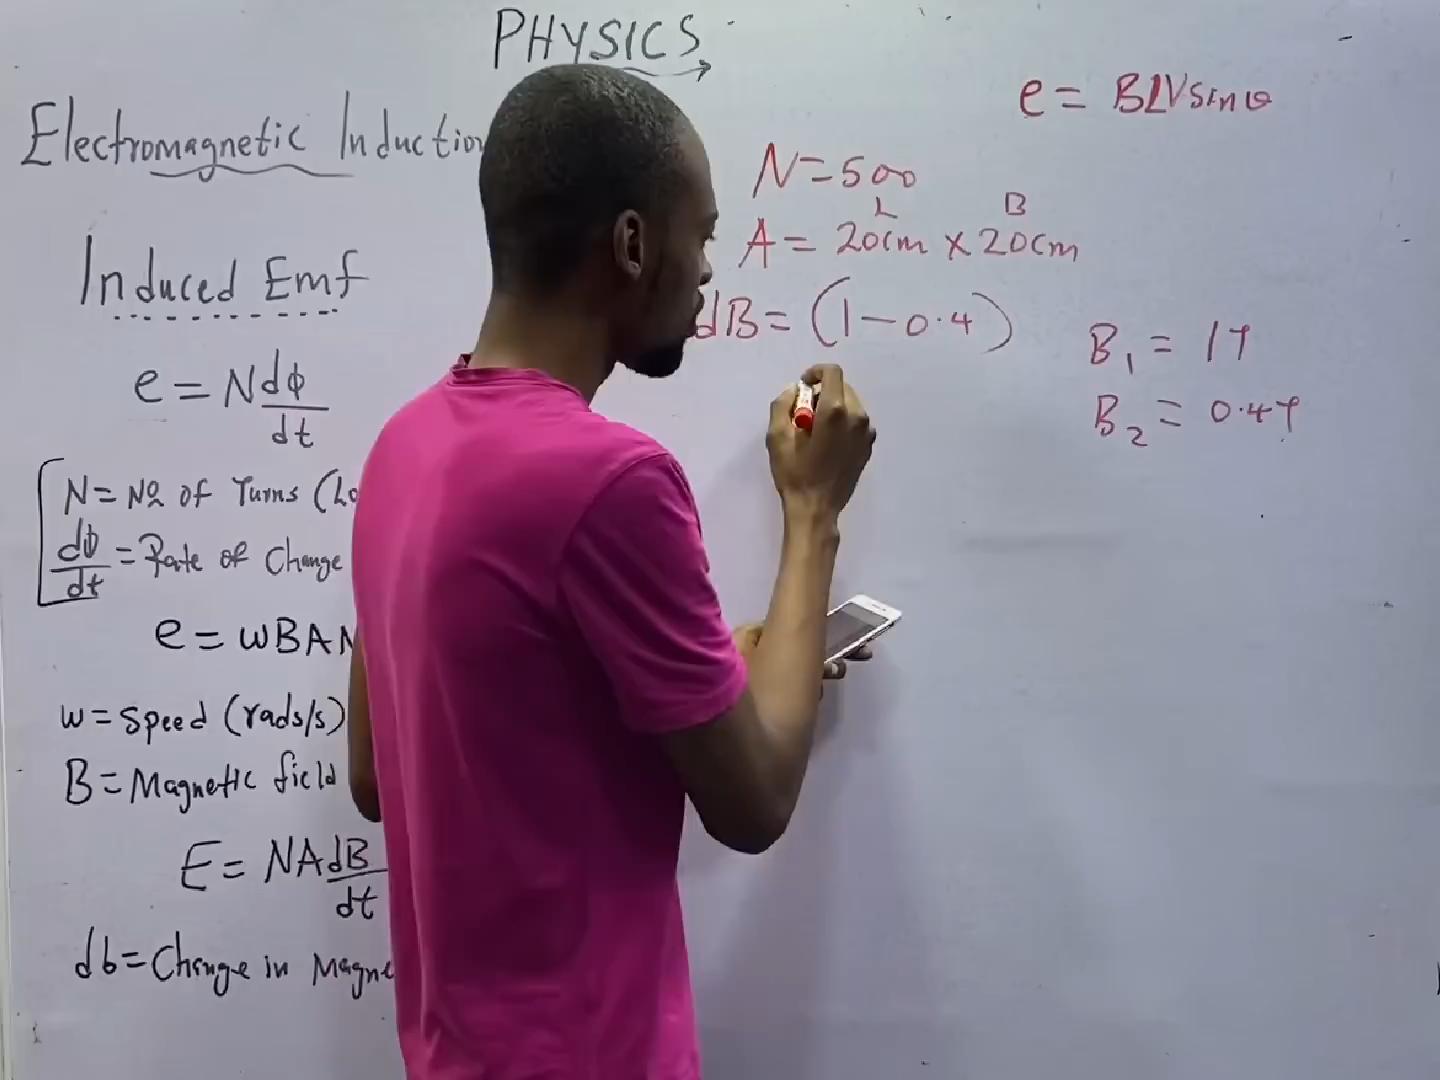 PHYSICS
Electromagnetic Induction
Induced Emf
e = Ndφ
dt
N = No of Turns (Lo
dφ = Rate of Change
dt
e = wBAN
w = Speed (rads/s)
B = Magnetic field
E = NAdB
dt
db = Change in Magne
e = BLVsinθ
N = 500
L B
A = 20cm x 20cm
dB = (1 - 0.4)
B1 = 1T
B2 = 0.4T